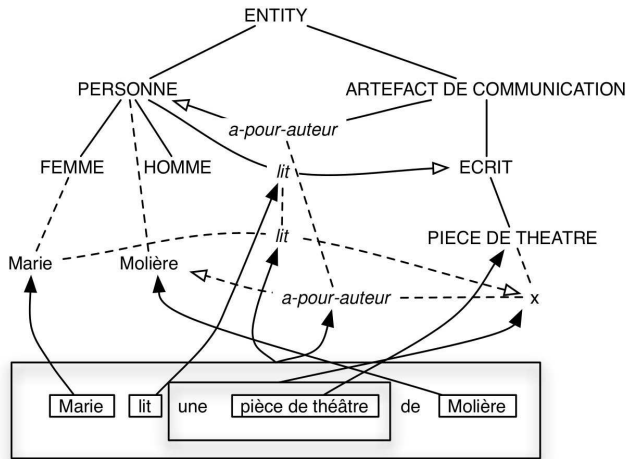 ENTITY
PERSONNE ARTEFACT DE COMMUNICATION
a-pour-auteur
FEMME HOMME lit ECRIT
lit PIECE DE THEATRE
Marie Molière
a-pour-auteur x
Marie lit une pièce de théâtre de Molière